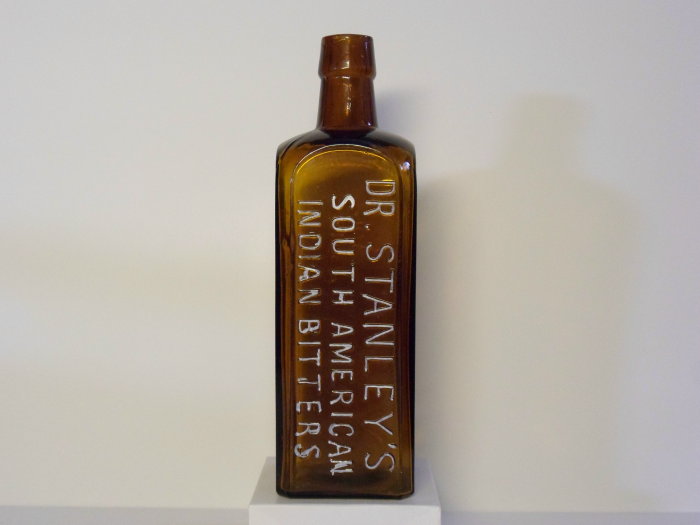 DR. STANLEY'S
SOUTH AMERICAN
INDIAN BITTERS